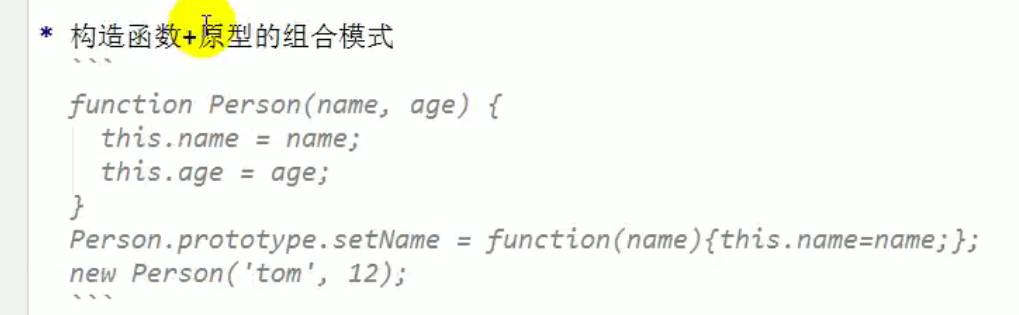 * 构造函数+原型的组合模式
```
function Person(name, age) {
  this.name = name;
  this.age = age;
}
Person.prototype.setName = function(name){this.name=name;};
new Person('tom', 12);
```